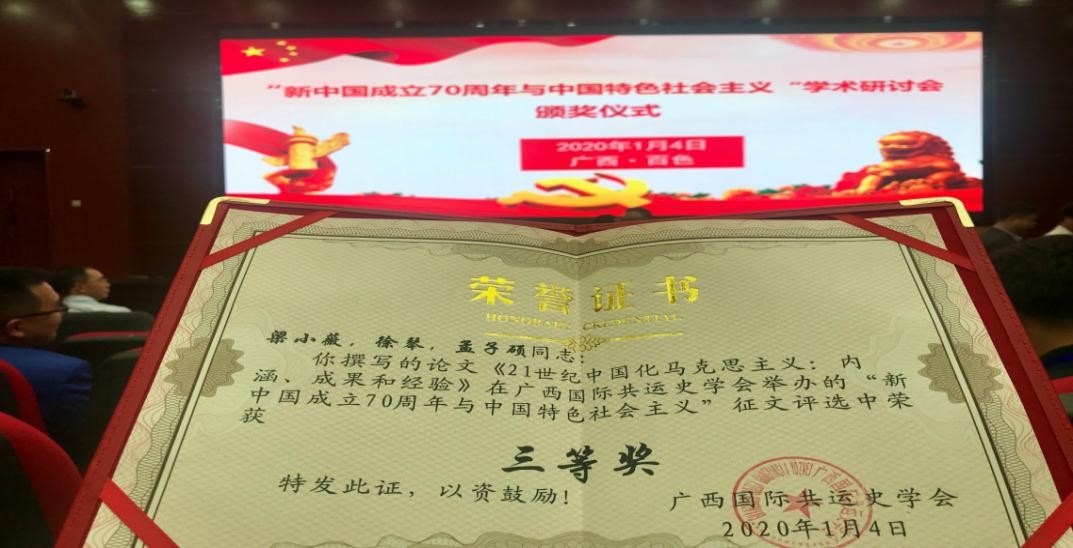 “新中国成立70周年与中国特色社会主义“学术研讨会
颁奖仪式
2020年1月4日
广西·百色
荣誉证书
HONORABLE CREDENTIAL
梁小薇，徐琴，孟子硕同志：
你撰写的论文《21世纪中国化马克思主义：内
涵、成果和经验》在广西国际共运史学会举办的“新
中国成立70周年与中国特色社会主义”征文评选中荣
获
三等奖
特发此证，以资鼓励！
广西国际共运史学会
2020年1月4日